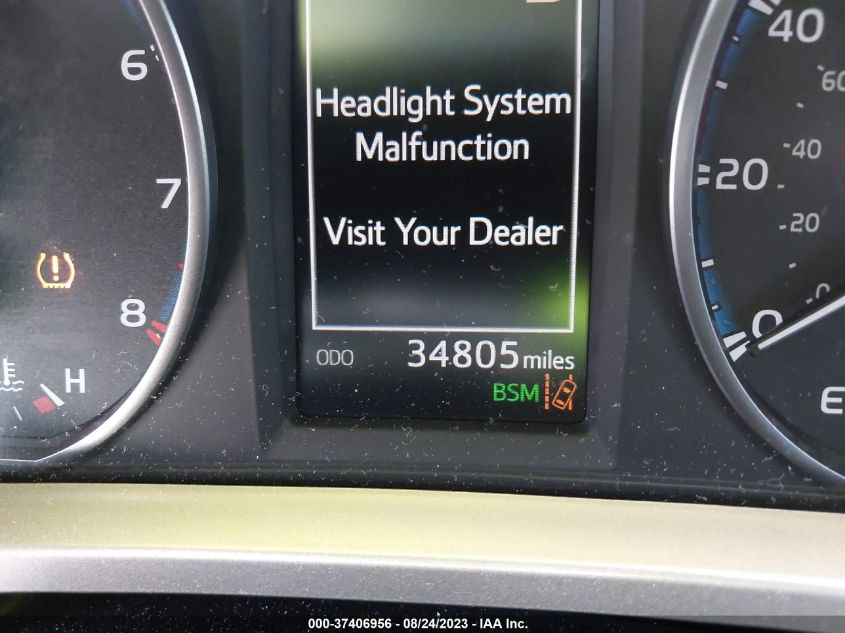 Headlight System
Malfunction
Visit Your Dealer
ODO 34805 miles
BSM
6
7
8
H
40
60
40
20
20
0
0
E
000-37406956 - 08/24/2023 - IAA Inc.